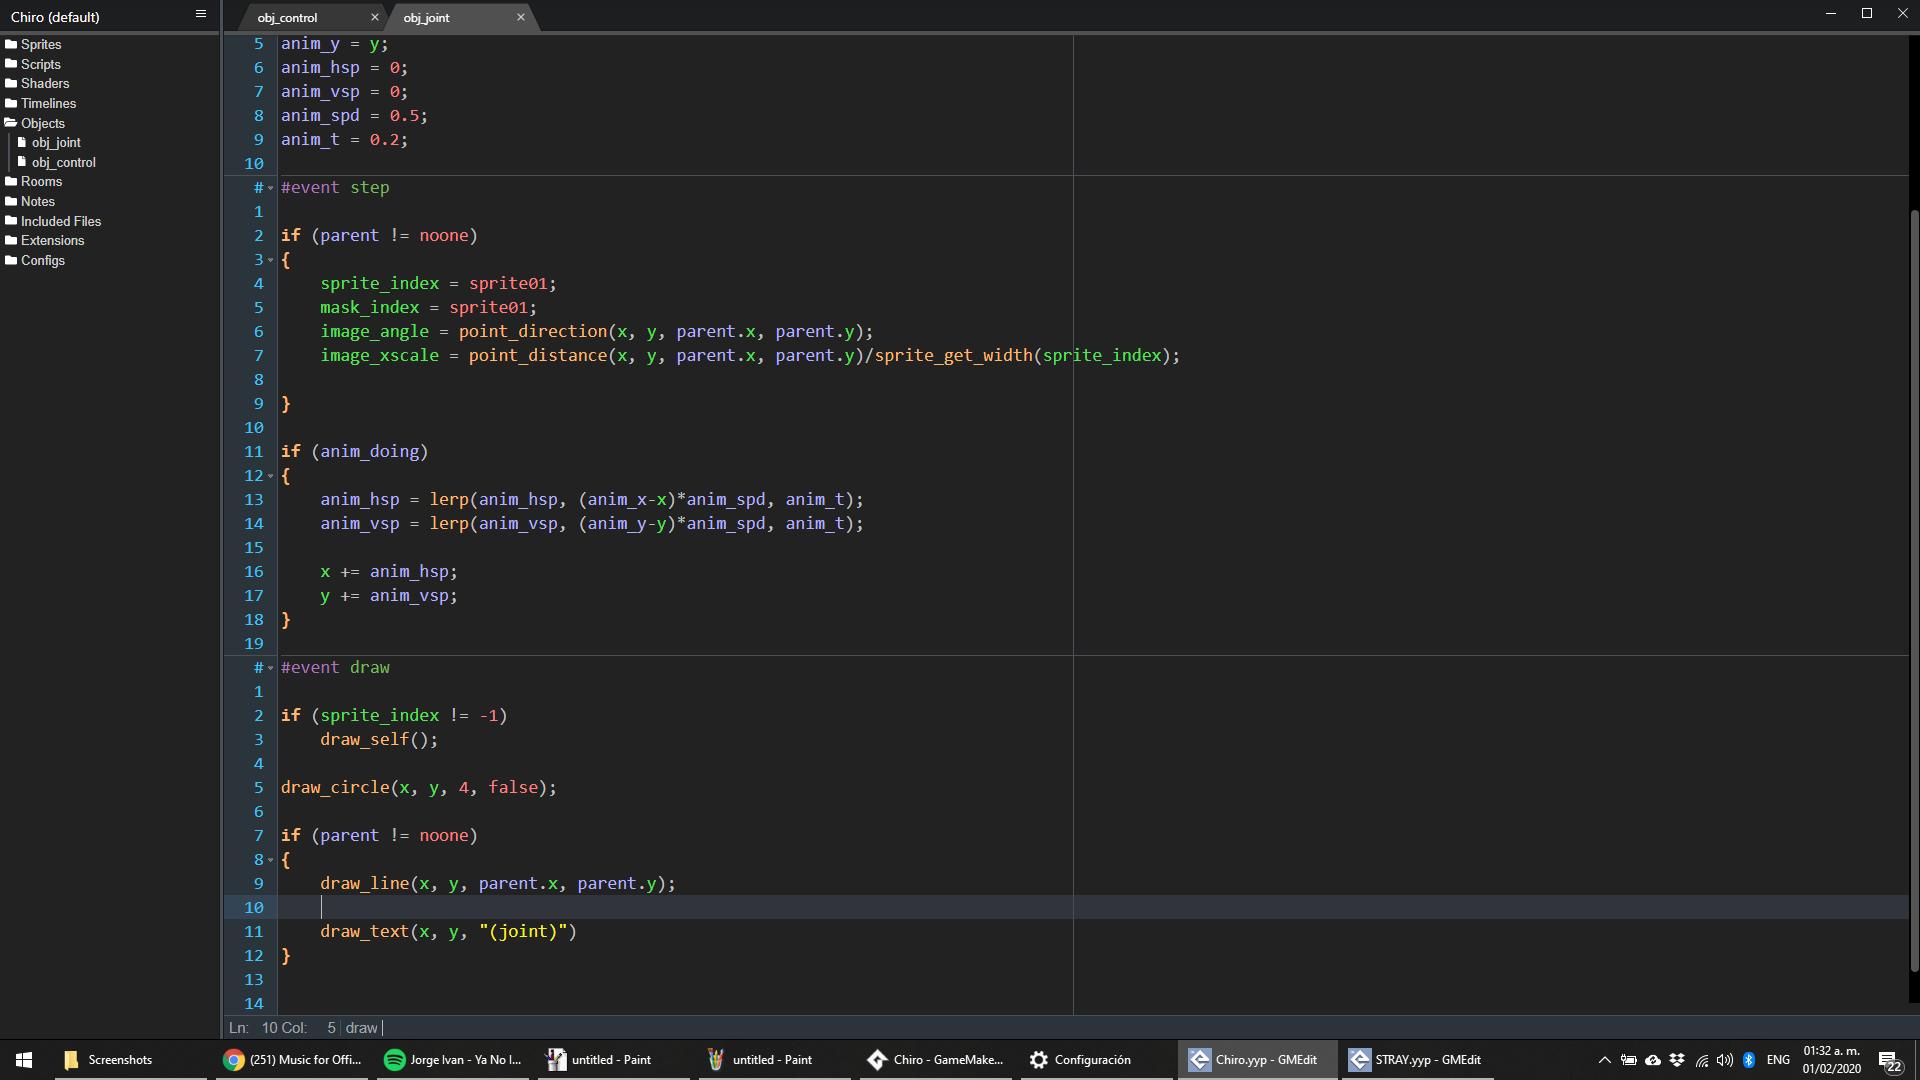 Chiro (default)
obj_control
obj_joint
Sprites
Scripts
Shaders
Timelines
Objects
obj_joint
obj_control
Rooms
Notes
Included Files
Extensions
Configs
5 anim_y = y;
6 anim_hsp = 0;
7 anim_vsp = 0;
8 anim_spd = 0.5;
9 anim_t = 0.2;
10
# #event step
1
2 if (parent != noone)
3 {
4 sprite_index = sprite01;
5 mask_index = sprite01;
6 image_angle = point_direction(x, y, parent.x, parent.y);
7 image_xscale = point_distance(x, y, parent.x, parent.y)/sprite_get_width(sprite_index);
8
9 }
10
11 if (anim_doing)
12 {
13 anim_hsp = lerp(anim_hsp, (anim_x-x)*anim_spd, anim_t);
14 anim_vsp = lerp(anim_vsp, (anim_y-y)*anim_spd, anim_t);
15
16 x += anim_hsp;
17 y += anim_vsp;
18 }
19
# #event draw
1
2 if (sprite_index != -1)
3 draw_self();
4
5 draw_circle(x, y, 4, false);
6
7 if (parent != noone)
8 {
9 draw_line(x, y, parent.x, parent.y);
10
11 draw_text(x, y, "(joint)")
12 }
13
14
Ln: 10 Col: 5 draw
Screenshots
(251) Music for Offi...
Jorge Ivan - Ya No l...
untitled - Paint
untitled - Paint
Chiro - GameMake...
Configuración
Chiro.yyp - GMEdit
STRAY.yyp - GMEdit
ENG
01:32 a. m.
01/02/2020
22